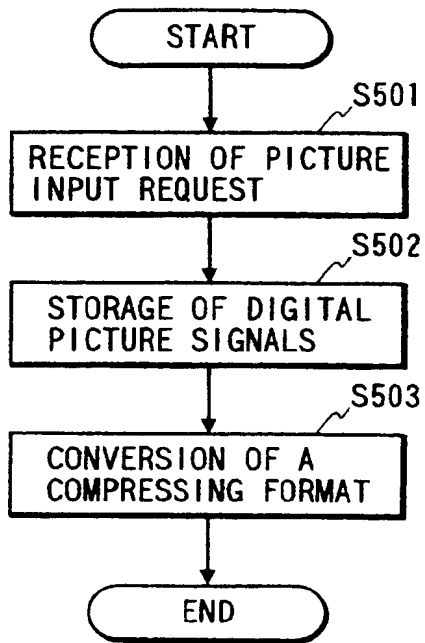 START
S501
RECEPTION OF PICTURE
INPUT REQUEST
S502
STORAGE OF DIGITAL
PICTURE SIGNALS
S503
CONVERSION OF A
COMPRESSING FORMAT
END